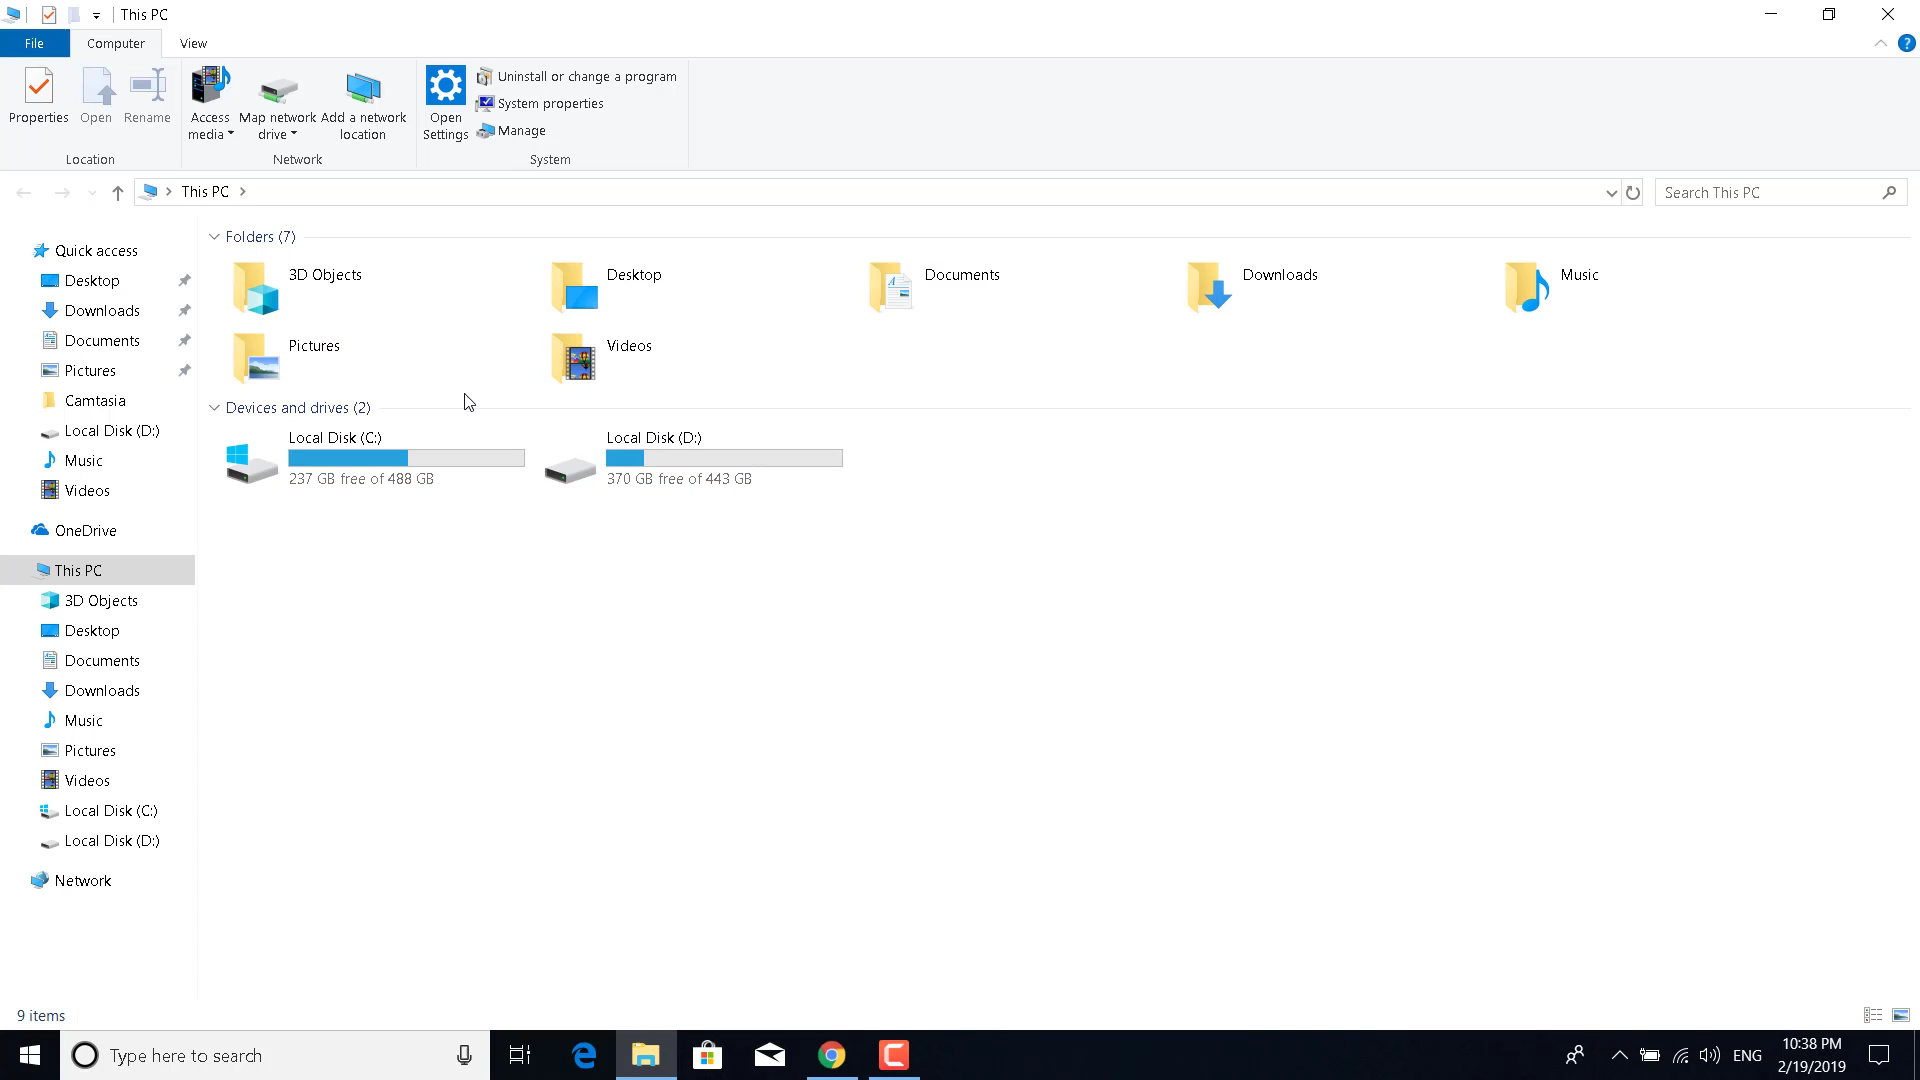 This PC
File
Computer
View
Properties
Open
Rename
Access media
Map network drive
Add a network location
Open Settings
Uninstall or change a program
System properties
Manage
Location
Network
System
This PC
Search This PC
Quick access
Desktop
Downloads
Documents
Pictures
Camtasia
Local Disk (D:)
Music
Videos
OneDrive
This PC
3D Objects
Desktop
Documents
Downloads
Music
Pictures
Videos
Local Disk (C:)
Local Disk (D:)
Network
Folders (7)
3D Objects
Desktop
Documents
Downloads
Music
Pictures
Videos
Devices and drives (2)
Local Disk (C:)
237 GB free of 488 GB
Local Disk (D:)
370 GB free of 443 GB
9 items
Type here to search
ENG
10:38 PM
2/19/2019